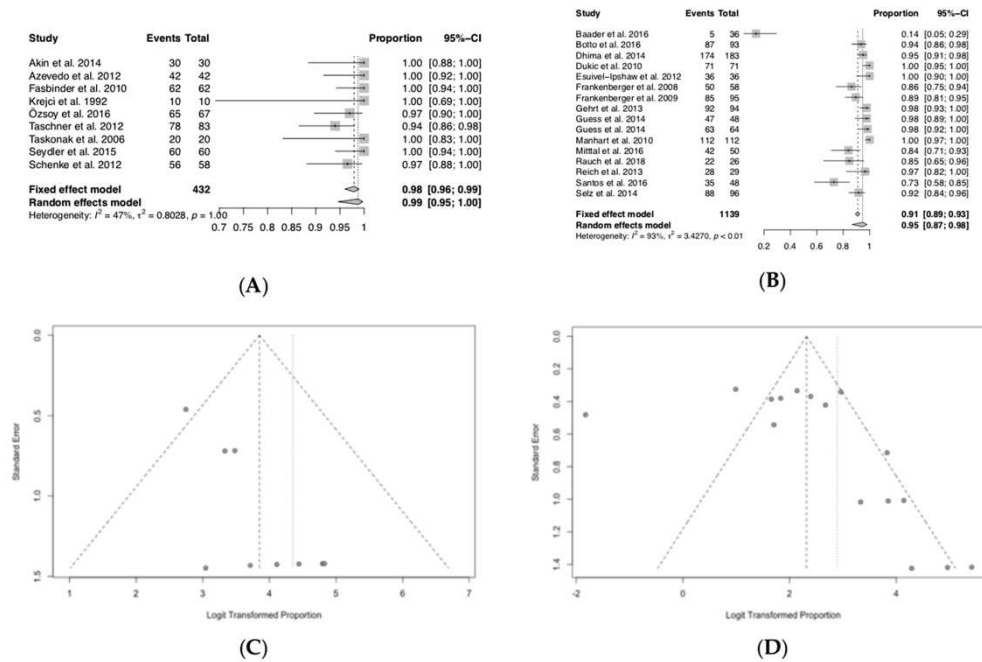 Study Events Total Proportion 95%−CI
Akin et al. 2014 30 30 1.00 [0.88; 1.00]
Azevedo et al. 2012 42 42 1.00 [0.92; 1.00]
Fasbinder et al. 2010 62 62 1.00 [0.94; 1.00]
Krejci et al. 1992 10 10 1.00 [0.69; 1.00]
Özsoy et al. 2016 65 67 0.97 [0.90; 1.00]
Taschner et al. 2012 78 83 0.94 [0.86; 0.98]
Taskonak et al. 2006 20 20 1.00 [0.83; 1.00]
Seydler et al. 2015 60 60 1.00 [0.94; 1.00]
Schenke et al. 2012 56 58 0.97 [0.88; 1.00]
Fixed effect model 432 0.98 [0.96; 0.99]
Random effects model 0.99 [0.95; 1.00]
Heterogeneity: I² = 47%, τ² = 0.8028, p = 1.00
0.7 0.75 0.8 0.85 0.9 0.95 1
(A)
Study Events Total Proportion 95%−CI
Baader et al. 2016 5 36 0.14 [0.05; 0.29]
Botto et al. 2016 87 93 0.94 [0.86; 0.98]
Dhima et al. 2014 174 183 0.95 [0.91; 0.98]
Dukic et al. 2010 71 71 1.00 [0.95; 1.00]
Esuivel−Ipshaw et al. 2012 36 36 1.00 [0.90; 1.00]
Frankenberger et al. 2008 50 58 0.86 [0.75; 0.94]
Frankenberger et al. 2009 85 95 0.89 [0.81; 0.95]
Gehrt et al. 2013 92 94 0.98 [0.93; 1.00]
Guess et al. 2014 47 48 0.98 [0.89; 1.00]
Guess et al. 2014 63 64 0.98 [0.92; 1.00]
Manhart et al. 2010 112 112 1.00 [0.97; 1.00]
Mittal et al. 2016 42 50 0.84 [0.71; 0.93]
Rauch et al. 2018 22 26 0.85 [0.65; 0.96]
Reich et al. 2013 28 29 0.97 [0.82; 1.00]
Santos et al. 2016 35 48 0.73 [0.58; 0.85]
Selz et al. 2014 88 96 0.92 [0.84; 0.96]
Fixed effect model 1139 0.91 [0.89; 0.93]
Random effects model 0.95 [0.87; 0.98]
Heterogeneity: I² = 93%, τ² = 3.4270, p < 0.01
0.2 0.4 0.6 0.8 1
(B)
Standard Error
0.0
0.5
1.0
1.5
1 2 3 4 5 6 7
Logit Transformed Proportion
(C)
Standard Error
0.0
0.2
0.4
0.6
0.8
1.0
1.2
1.4
-2 0 2 4
Logit Transformed Proportion
(D)